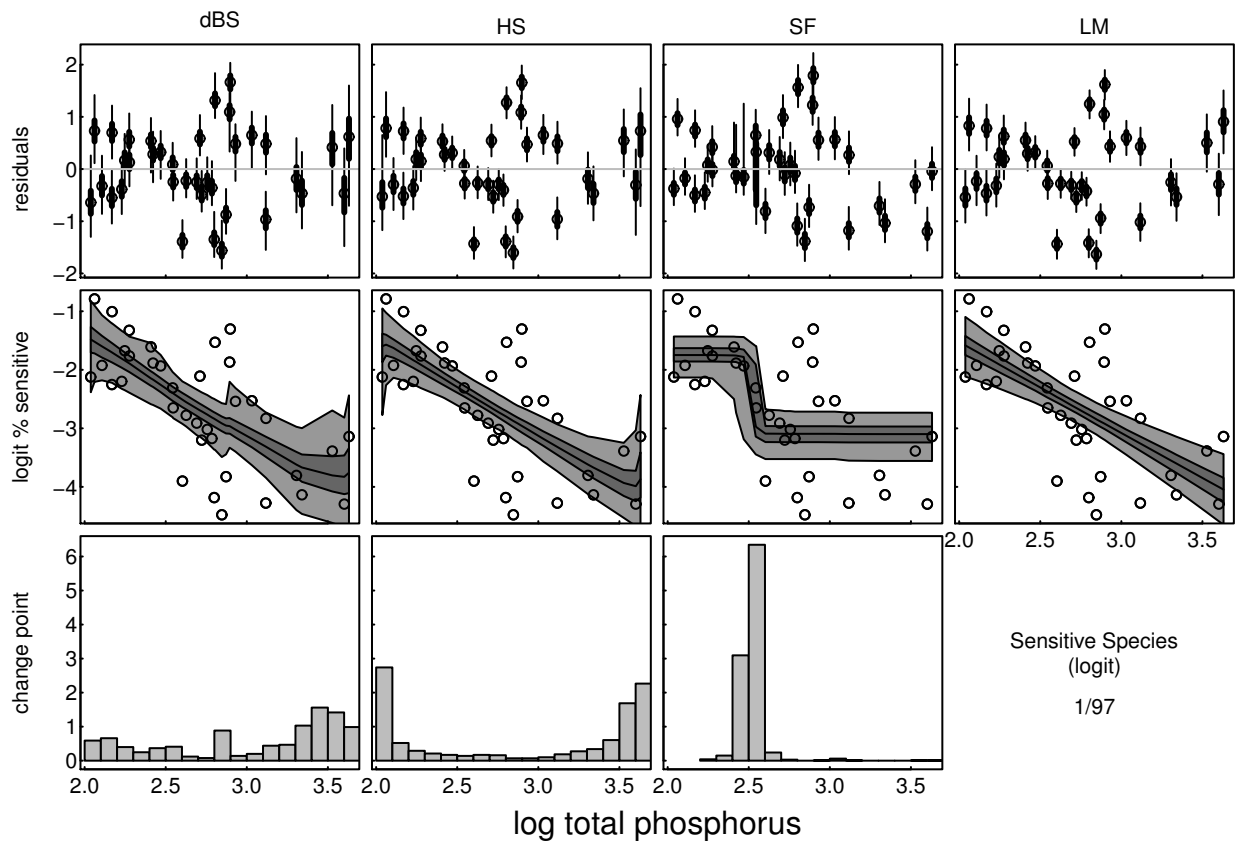 dBS HS SF LM
2
1
0
−1
−2
residuals
−1
−2
−3
−4
logit % sensitive
2.0 2.5 3.0 3.5
6
5
4
3
2
1
0
change point
Sensitive Species
(logit)
1/97
2.0 2.5 3.0 3.5 2.0 2.5 3.0 3.5 2.0 2.5 3.0 3.5
log total phosphorus